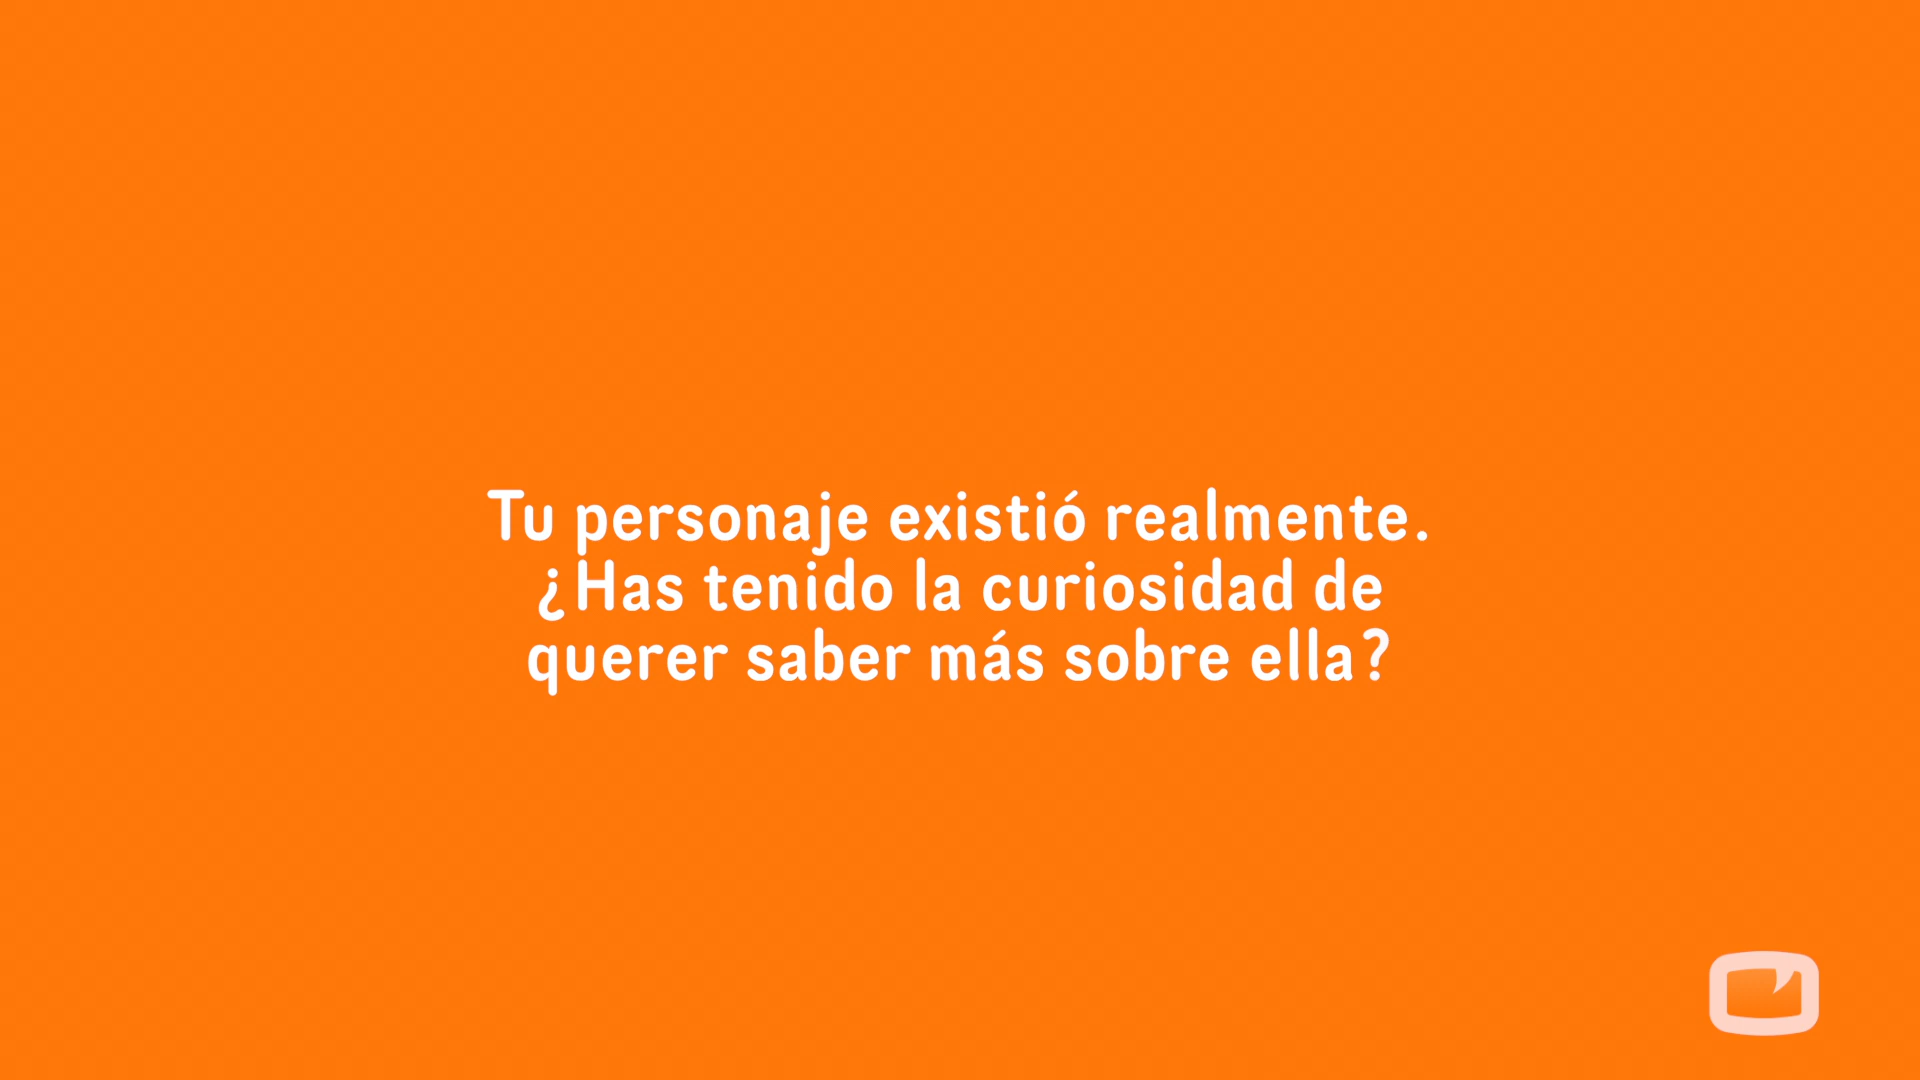 Tu personaje existió realmente.
¿Has tenido la curiosidad de
querer saber más sobre ella?